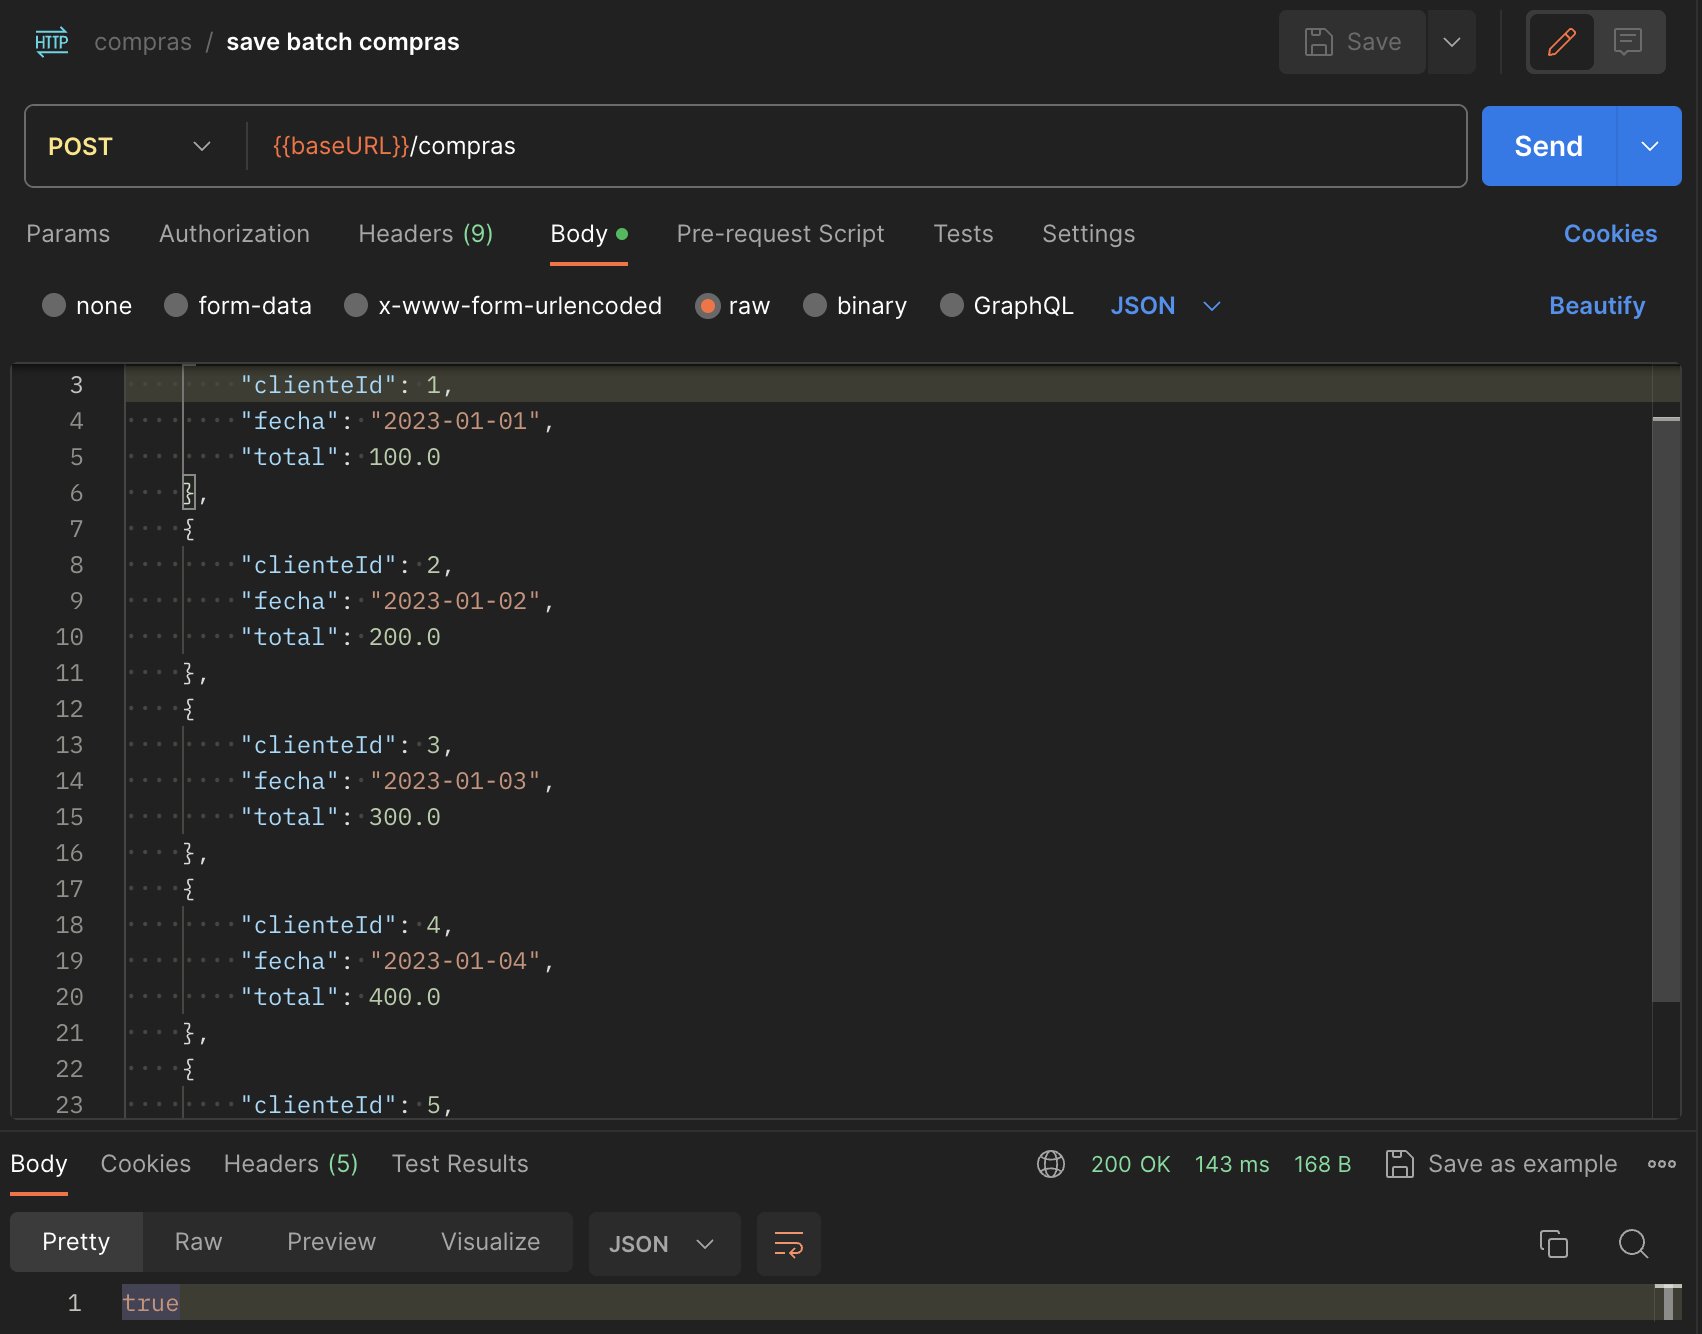 HTTP compras / save batch compras Save
POST {{baseURL}}/compras Send
Params Authorization Headers (9) Body Pre-request Script Tests Settings Cookies
none form-data x-www-form-urlencoded raw binary GraphQL JSON Beautify
3 "clienteId": 1,
4 "fecha": "2023-01-01",
5 "total": 100.0
6 },
7 {
8 "clienteId": 2,
9 "fecha": "2023-01-02",
10 "total": 200.0
11 },
12 {
13 "clienteId": 3,
14 "fecha": "2023-01-03",
15 "total": 300.0
16 },
17 {
18 "clienteId": 4,
19 "fecha": "2023-01-04",
20 "total": 400.0
21 },
22 {
23 "clienteId": 5,
Body Cookies Headers (5) Test Results 200 OK 143 ms 168 B Save as example
Pretty Raw Preview Visualize JSON
1 true